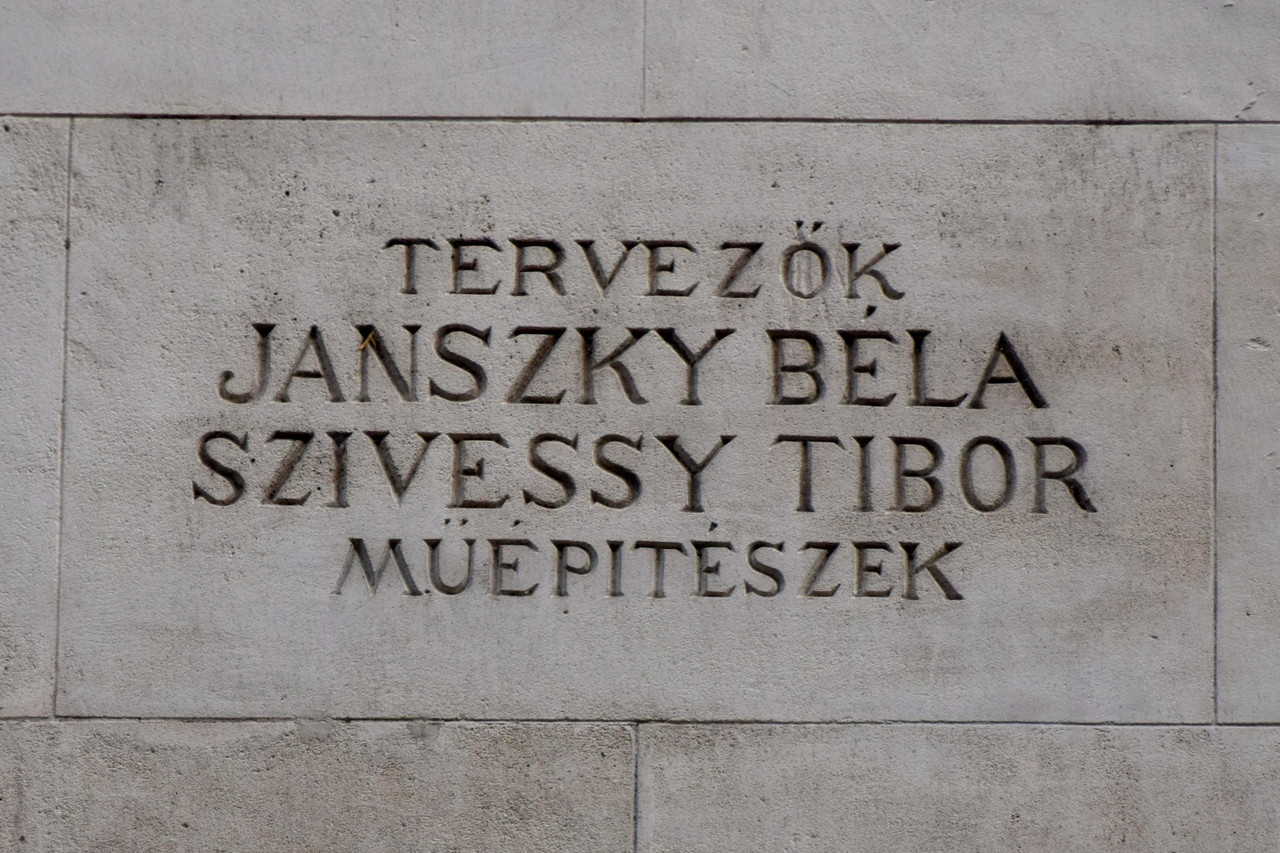 TERVEZŐK
JANSZKY BÉLA
SZIVESSY TIBOR
MŰÉPITÉSZEK